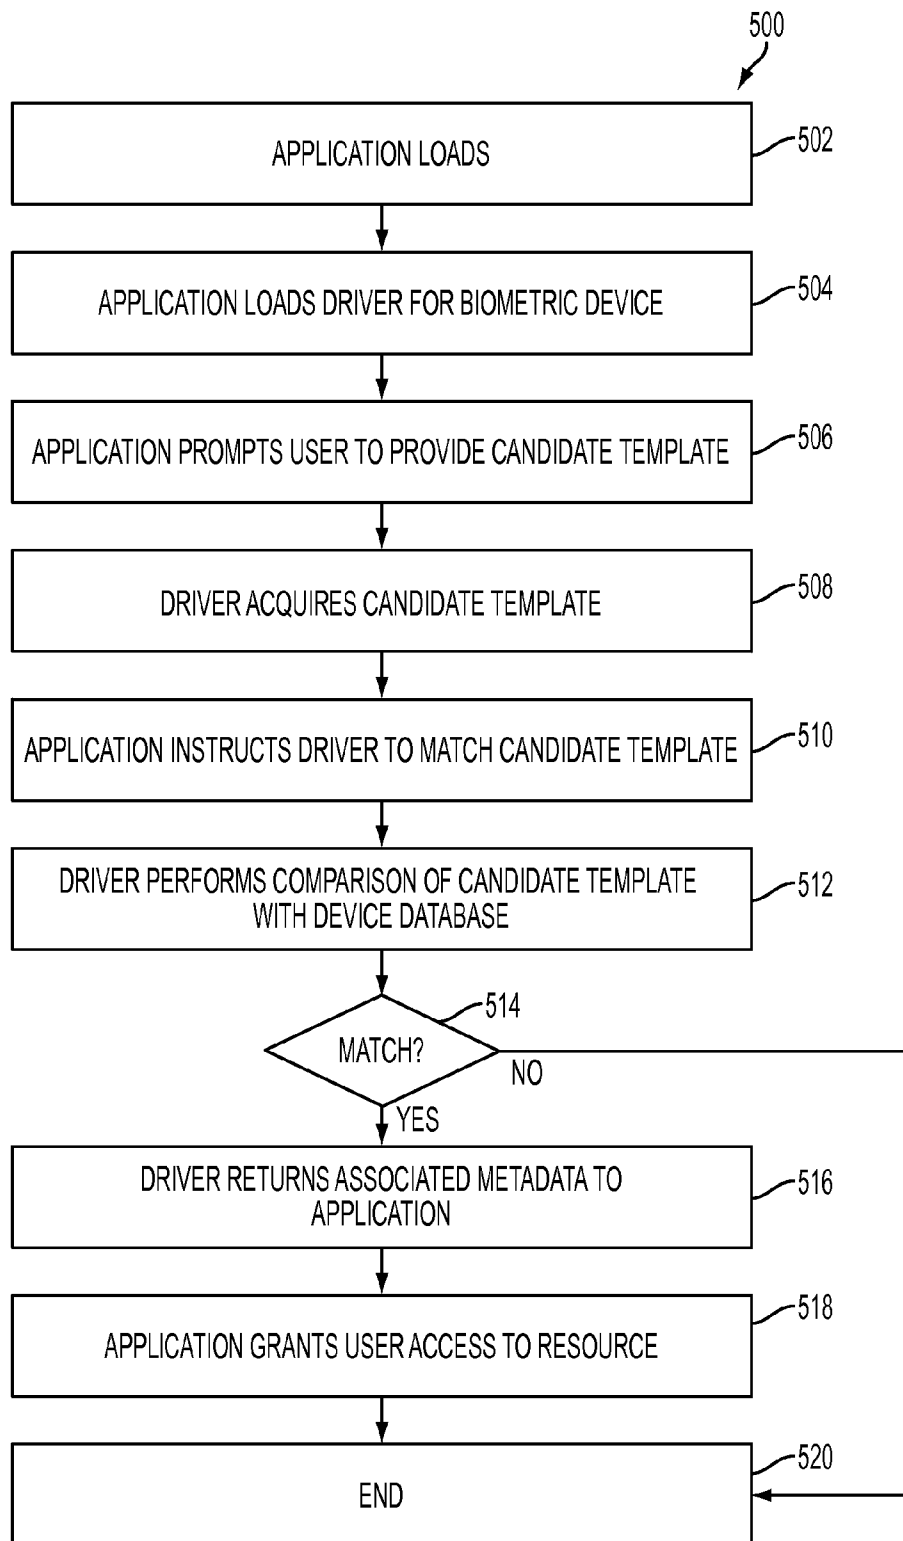 500
APPLICATION LOADS
502
APPLICATION LOADS DRIVER FOR BIOMETRIC DEVICE
504
APPLICATION PROMPTS USER TO PROVIDE CANDIDATE TEMPLATE
506
DRIVER ACQUIRES CANDIDATE TEMPLATE
508
APPLICATION INSTRUCTS DRIVER TO MATCH CANDIDATE TEMPLATE
510
DRIVER PERFORMS COMPARISON OF CANDIDATE TEMPLATE
WITH DEVICE DATABASE
512
514
MATCH?
NO
YES
DRIVER RETURNS ASSOCIATED METADATA TO
APPLICATION
516
APPLICATION GRANTS USER ACCESS TO RESOURCE
518
END
520